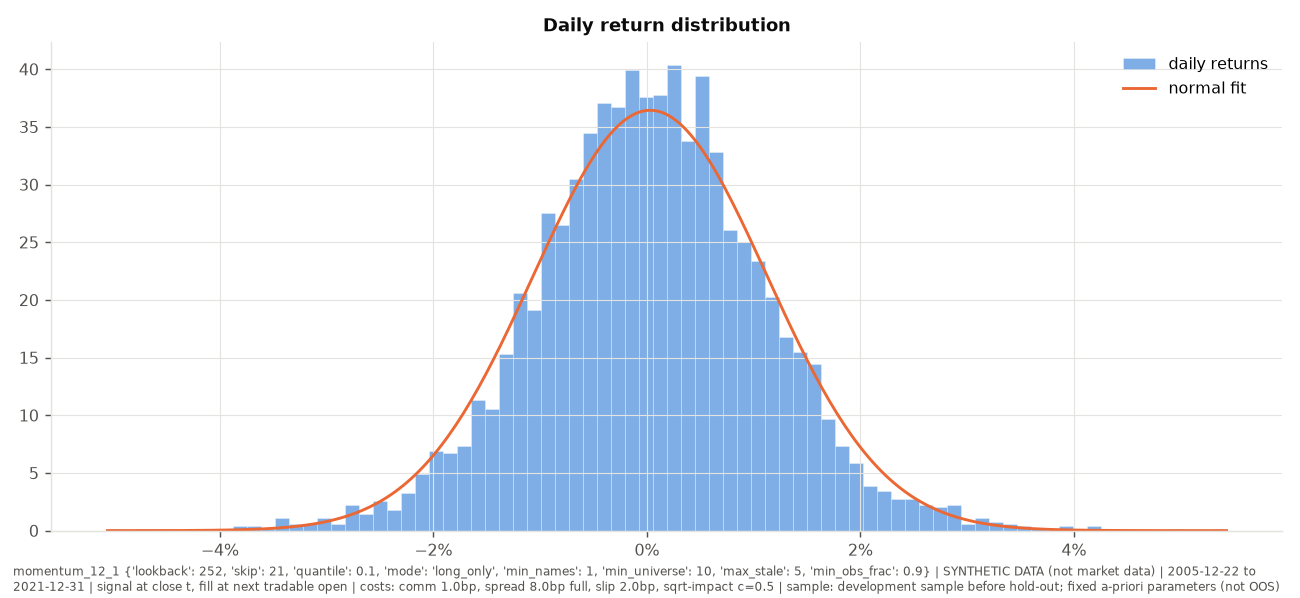 Daily return distribution
daily returns
normal fit
40
35
30
25
20
15
10
5
0
−4%
−2%
0%
2%
4%
momentum_12_1 {'lookback': 252, 'skip': 21, 'quantile': 0.1, 'mode': 'long_only', 'min_names': 1, 'min_universe': 10, 'max_stale': 5, 'min_obs_frac': 0.9} | SYNTHETIC DATA (not market data) | 2005-12-22 to
2021-12-31 | signal at close t, fill at next tradable open | costs: comm 1.0bp, spread 8.0bp full, slip 2.0bp, sqrt-impact c=0.5 | sample: development sample before hold-out; fixed a-priori parameters (not OOS)